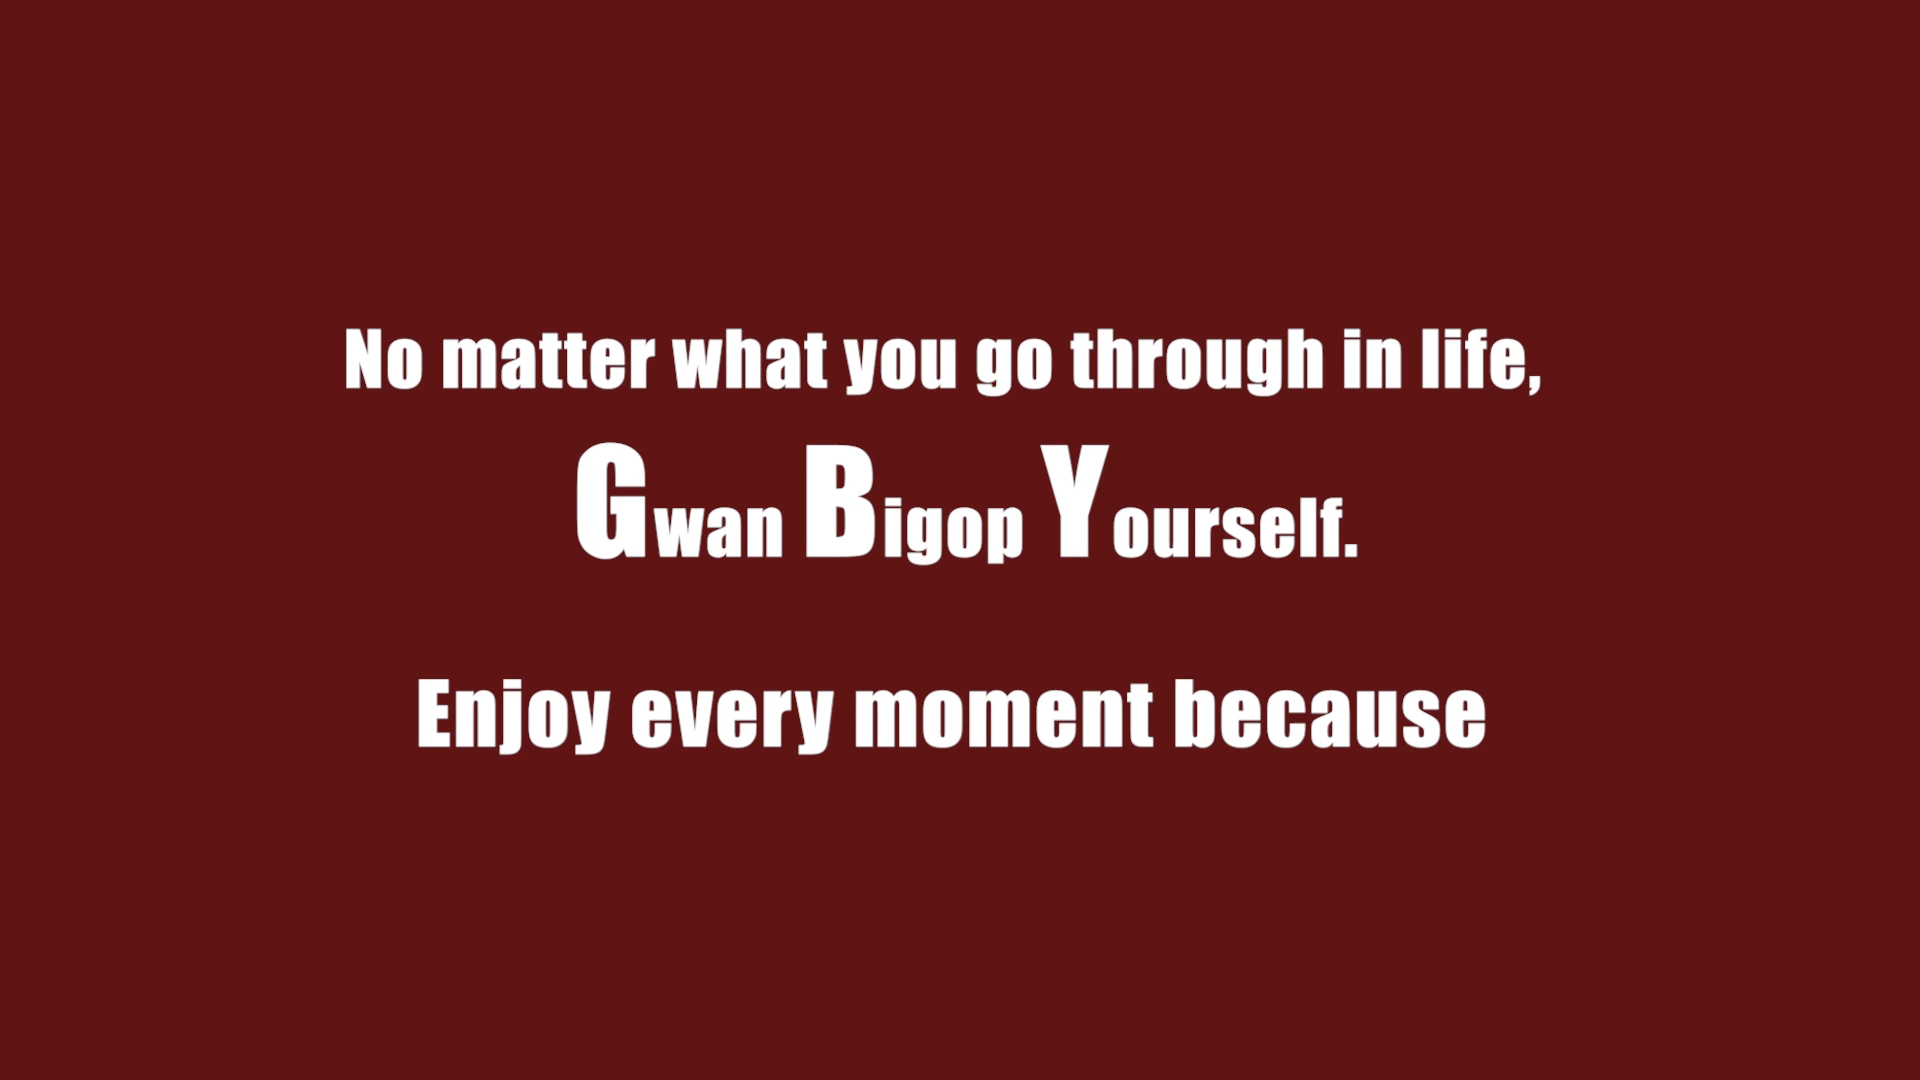 No matter what you go through in life,
Gwan Bigop Yourself.
Enjoy every moment because